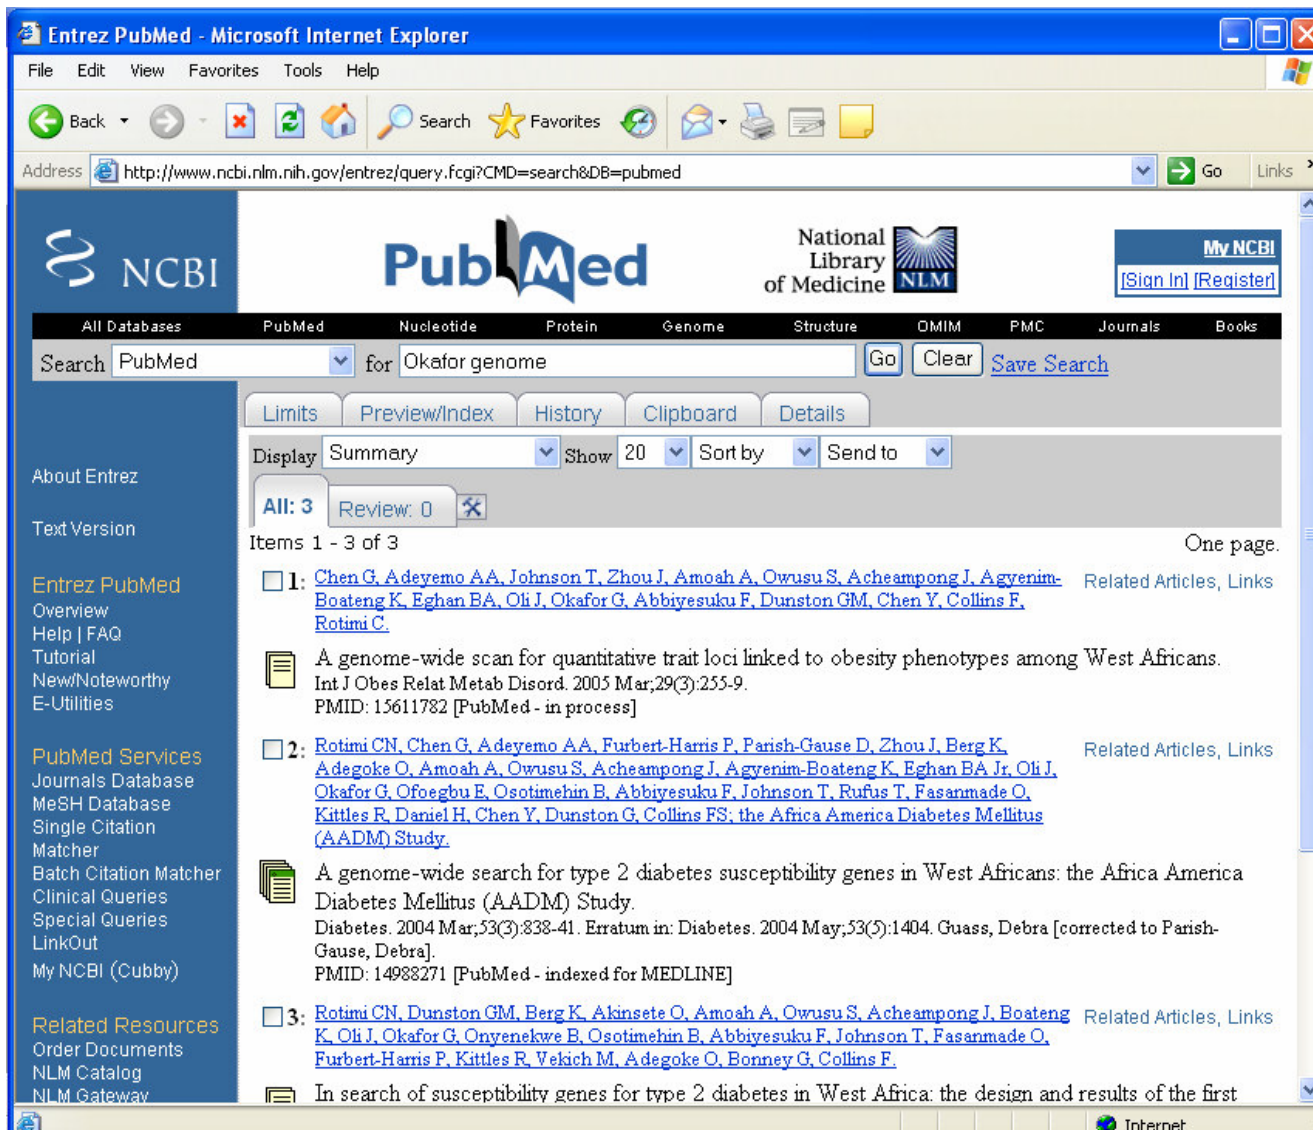 Entrez PubMed - Microsoft Internet Explorer
File Edit View Favorites Tools Help
Back Search Favorites
Address http://www.ncbi.nlm.nih.gov/entrez/query.fcgi?CMD=search&DB=pubmed Go Links »
NCBI
PubMed
National
Library
of Medicine NLM
My NCBI
[Sign In] [Register]
All Databases PubMed Nucleotide Protein Genome Structure OMIM PMC Journals Books
Search PubMed for Okafor genome Go Clear Save Search
Limits Preview/Index History Clipboard Details
Display Summary Show 20 Sort by Send to
All: 3 Review: 0
Items 1 - 3 of 3 One page.
About Entrez
Text Version
Entrez PubMed
Overview
Help | FAQ
Tutorial
New/Noteworthy
E-Utilities
PubMed Services
Journals Database
MeSH Database
Single Citation
Matcher
Batch Citation Matcher
Clinical Queries
Special Queries
LinkOut
My NCBI (Cubby)
Related Resources
Order Documents
NLM Catalog
NLM Gateway
1: Chen G, Adeyemo AA, Johnson T, Zhou J, Amoah A, Owusu S, Acheampong J, Agyenim- Related Articles, Links
Boateng K, Eghan BA, Oli J, Okafor G, Abbiyesuku F, Dunston GM, Chen Y, Collins F,
Rotimi C.
A genome-wide scan for quantitative trait loci linked to obesity phenotypes among West Africans.
Int J Obes Relat Metab Disord. 2005 Mar;29(3):255-9.
PMID: 15611782 [PubMed - in process]
2: Rotimi CN, Chen G, Adeyemo AA, Furbert-Harris P, Parish-Gause D, Zhou J, Berg K, Related Articles, Links
Adegoke O, Amoah A, Owusu S, Acheampong J, Agyenim-Boateng K, Eghan BA Jr, Oli J,
Okafor G, Ofoegbu E, Osotimehin B, Abbiyesuku F, Johnson T, Rufus T, Fasanmade O,
Kittles R, Daniel H, Chen Y, Dunston G, Collins FS; the Africa America Diabetes Mellitus
(AADM) Study.
A genome-wide search for type 2 diabetes susceptibility genes in West Africans: the Africa America
Diabetes Mellitus (AADM) Study.
Diabetes. 2004 Mar;53(3):838-41. Erratum in: Diabetes. 2004 May;53(5):1404. Guass, Debra [corrected to Parish-
Gause, Debra].
PMID: 14988271 [PubMed - indexed for MEDLINE]
3: Rotimi CN, Dunston GM, Berg K, Akinsete O, Amoah A, Owusu S, Acheampong J, Boateng Related Articles, Links
K, Oli J, Okafor G, Onyenekwe B, Osotimehin B, Abbiyesuku F, Johnson T, Fasanmade O,
Furbert-Harris P, Kittles R, Vekich M, Adegoke O, Bonney G, Collins F.
In search of susceptibility genes for type 2 diabetes in West Africa: the design and results of the first
Internet